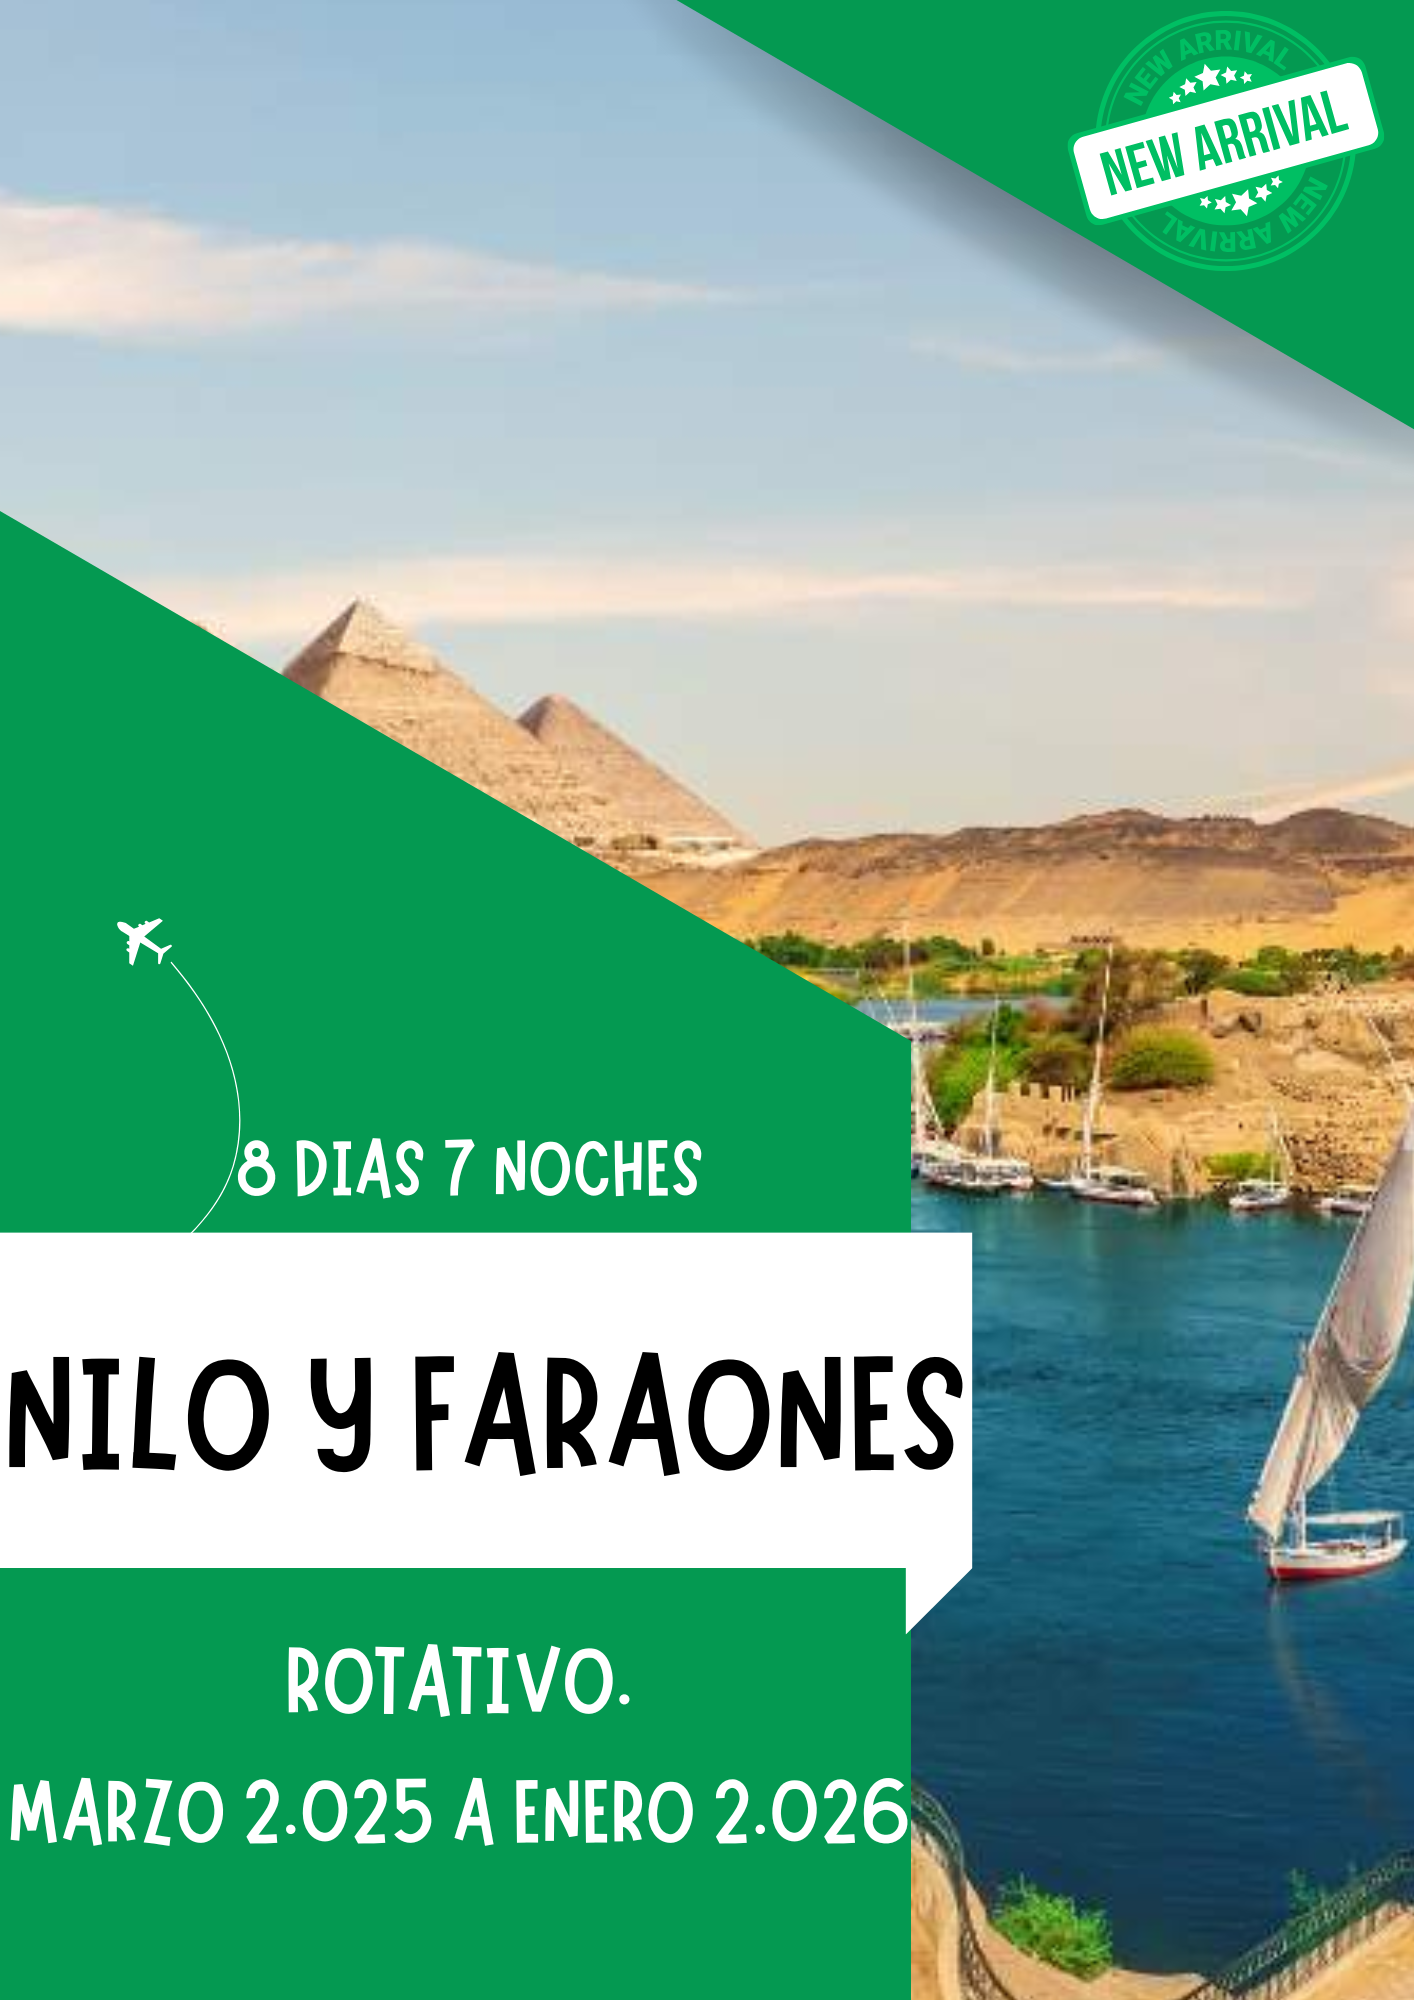 NEW ARRIVAL
NEW ARRIVAL
NEW ARRIVAL
8 DIAS 7 NOCHES
NILO Y FARAONES
ROTATIVO.
MARZO 2.025 A ENERO 2.026